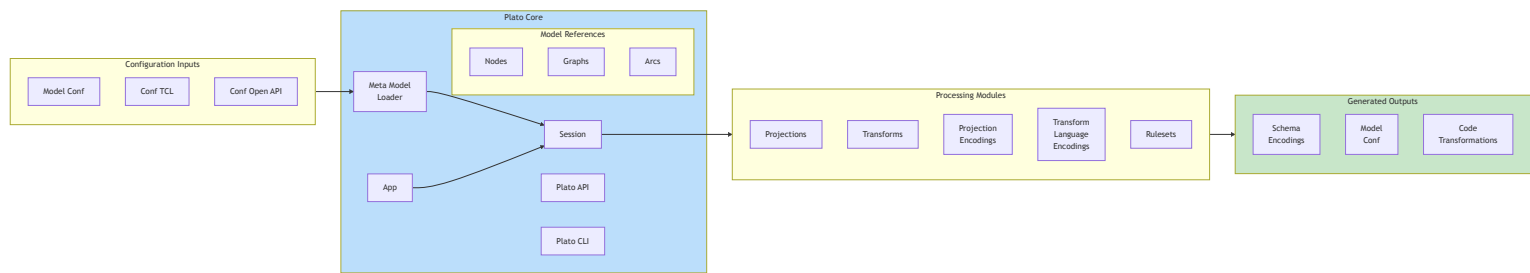 Configuration Inputs
Model Conf
Conf TCL
Conf Open API
Plato Core
Model References
Nodes
Graphs
Arcs
Meta Model
Loader
Session
App
Plato API
Plato CLI
Processing Modules
Projections
Transforms
Projection
Encodings
Transform
Language
Encodings
Rulesets
Generated Outputs
Schema
Encodings
Model
Conf
Code
Transformations